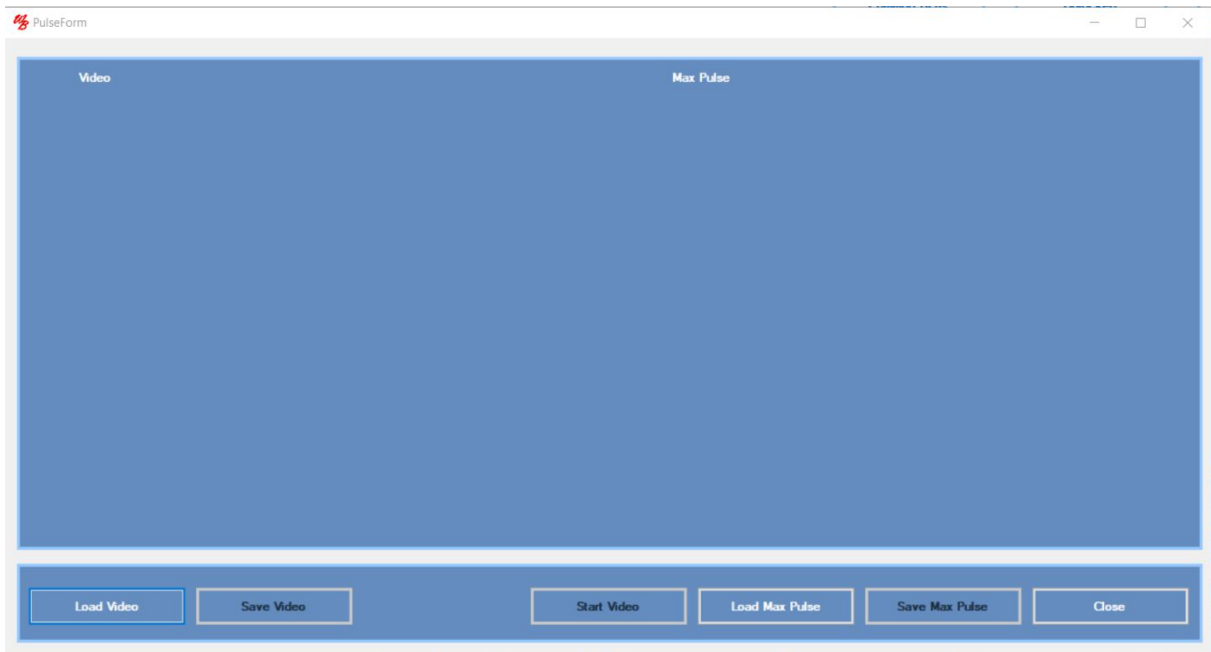 PulseForm
Video Max Pulse
Load Video Save Video Start Video Load Max Pulse Save Max Pulse Close